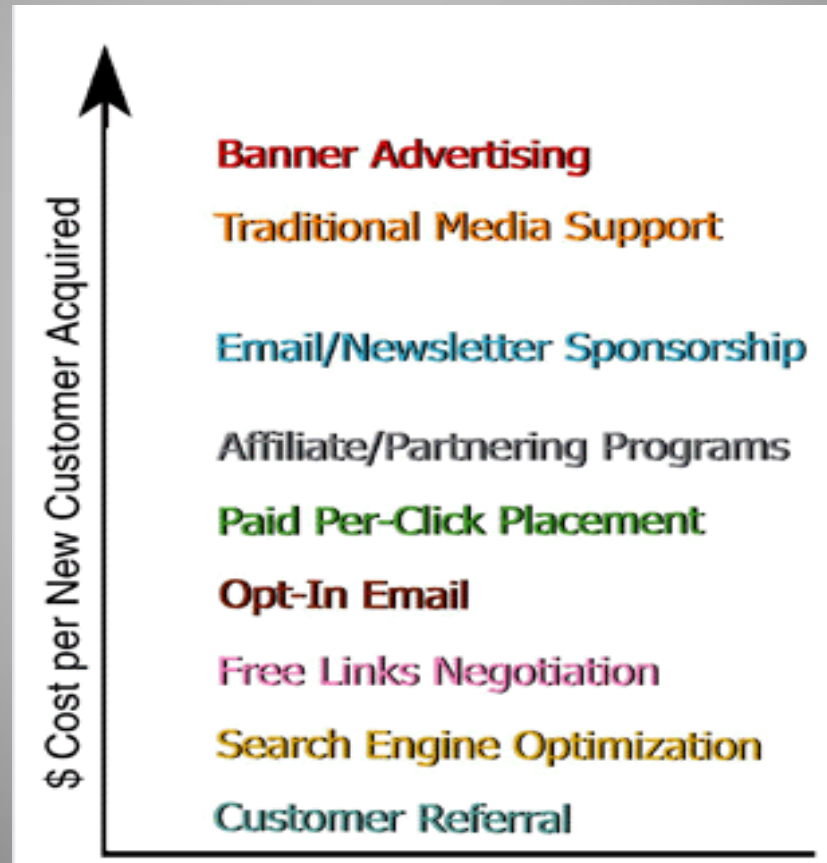 $ Cost per New Customer Acquired
Banner Advertising
Traditional Media Support
Email/Newsletter Sponsorship
Affiliate/Partnering Programs
Paid Per-Click Placement
Opt-In Email
Free Links Negotiation
Search Engine Optimization
Customer Referral